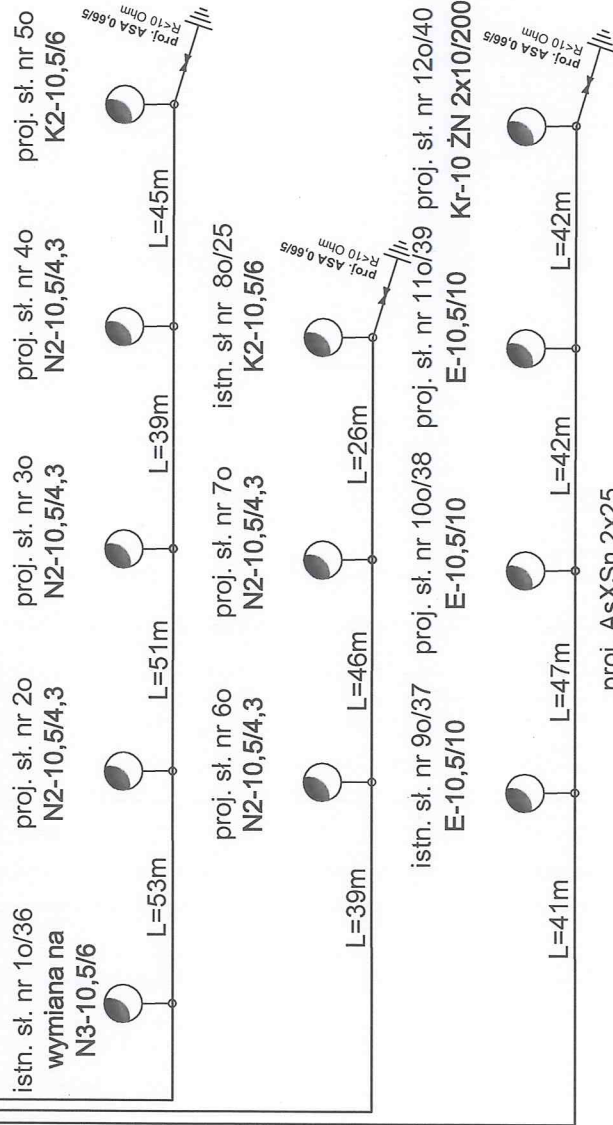 istn. sł. nr 1o/36
wymiana na
N3-10,5/6
proj. sł. nr 2o
N2-10,5/4,3
proj. sł. nr 3o
N2-10,5/4,3
proj. sł. nr 4o
N2-10,5/4,3
proj. sł. nr 5o
K2-10,5/6
L=53m
L=51m
L=39m
L=45m
proj. ASA 0,66/5
R<10 Ohm
proj. sł. nr 6o
N2-10,5/4,3
proj. sł. nr 7o
N2-10,5/4,3
istn. sł nr 8o/25
K2-10,5/6
L=39m
L=46m
L=26m
proj. ASA 0,66/5
R<10 Ohm
istn. sł. nr 9o/37
E-10,5/10
proj. sł. nr 10o/38
E-10,5/10
proj. sł. nr 11o/39
E-10,5/10
proj. sł. nr 12o/40
Kr-10 ŻN 2x10/200
L=41m
L=47m
L=42m
L=42m
proj. ASA 0,66/5
R<10 Ohm
proj. AsXSn 2x25